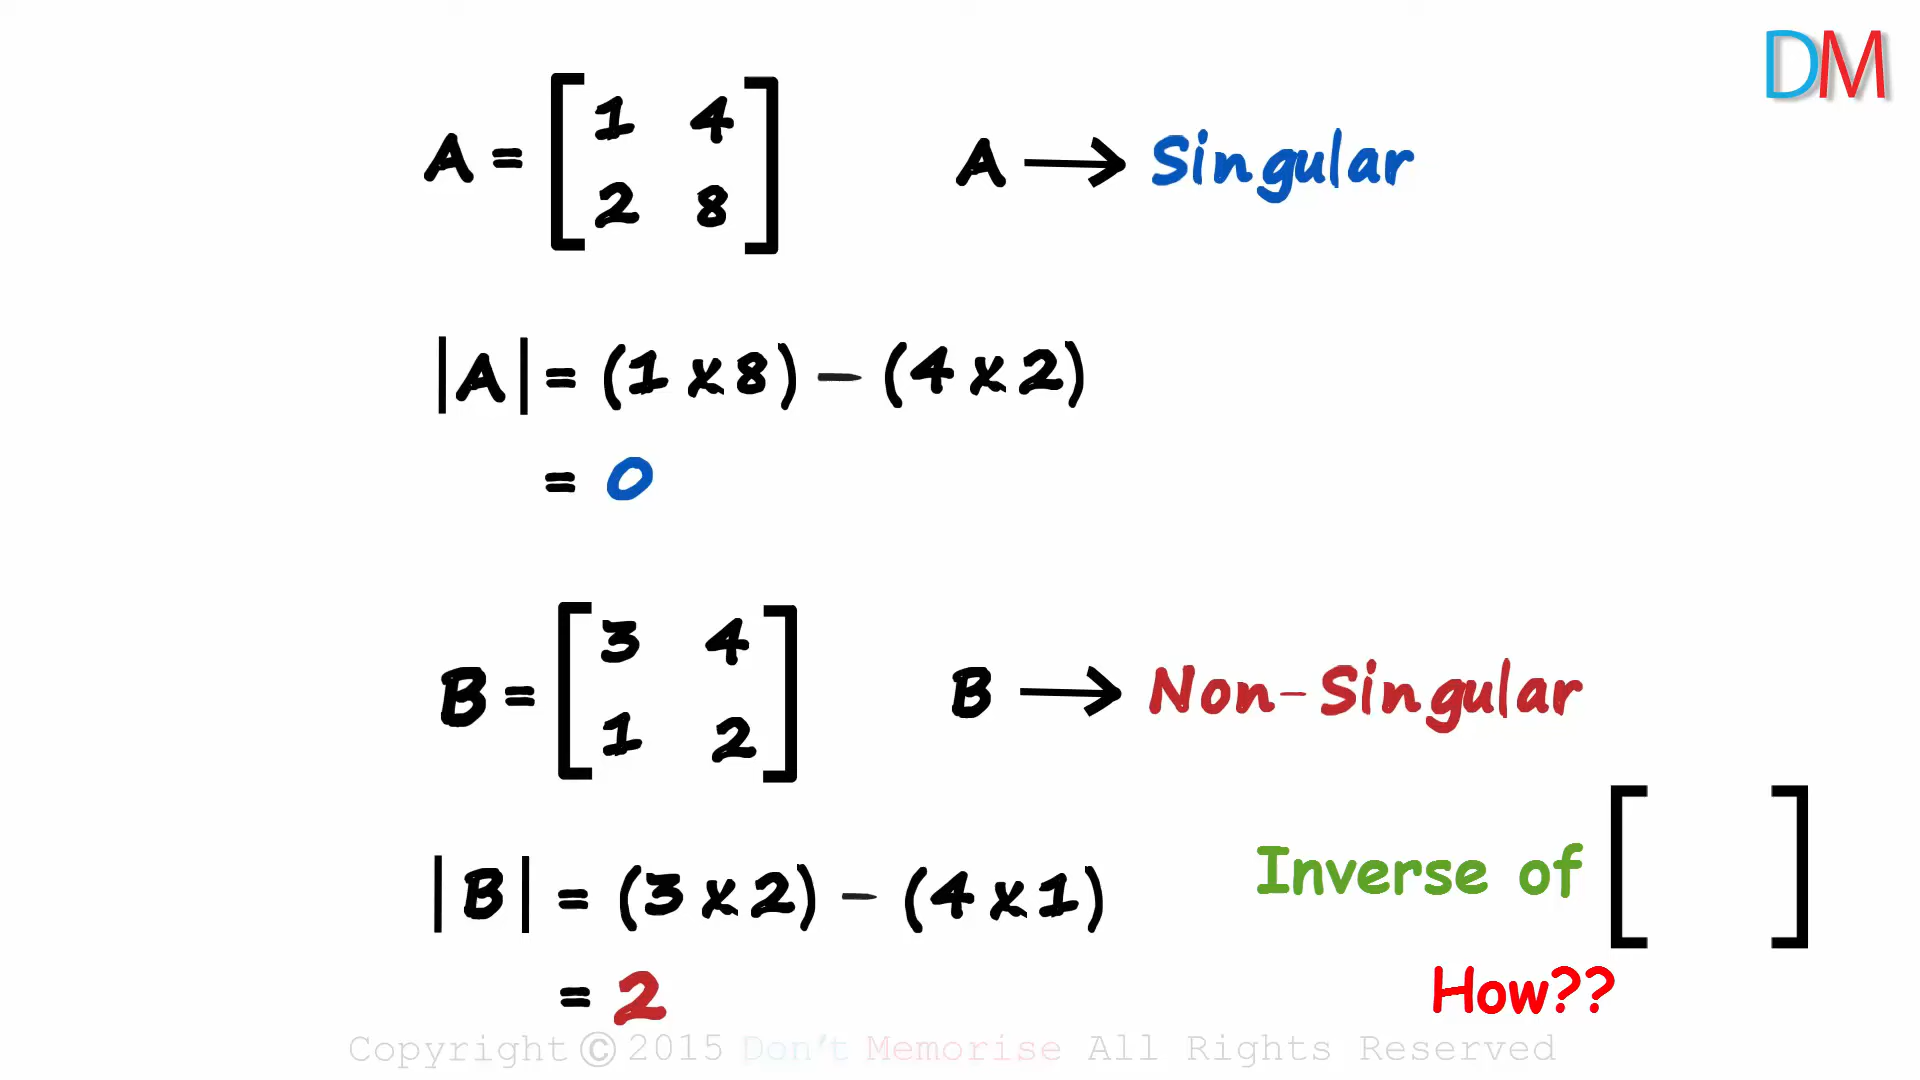 DM
A = [1 4
2 8]
A → Singular
|A| = (1 x 8) – (4 x 2)
= 0
B = [3 4
1 2]
B → Non-Singular
|B| = (3 x 2) – (4 x 1)
= 2
Inverse of [ ]
How??
Copyright © 2015 Don't Memorise All Rights Reserved